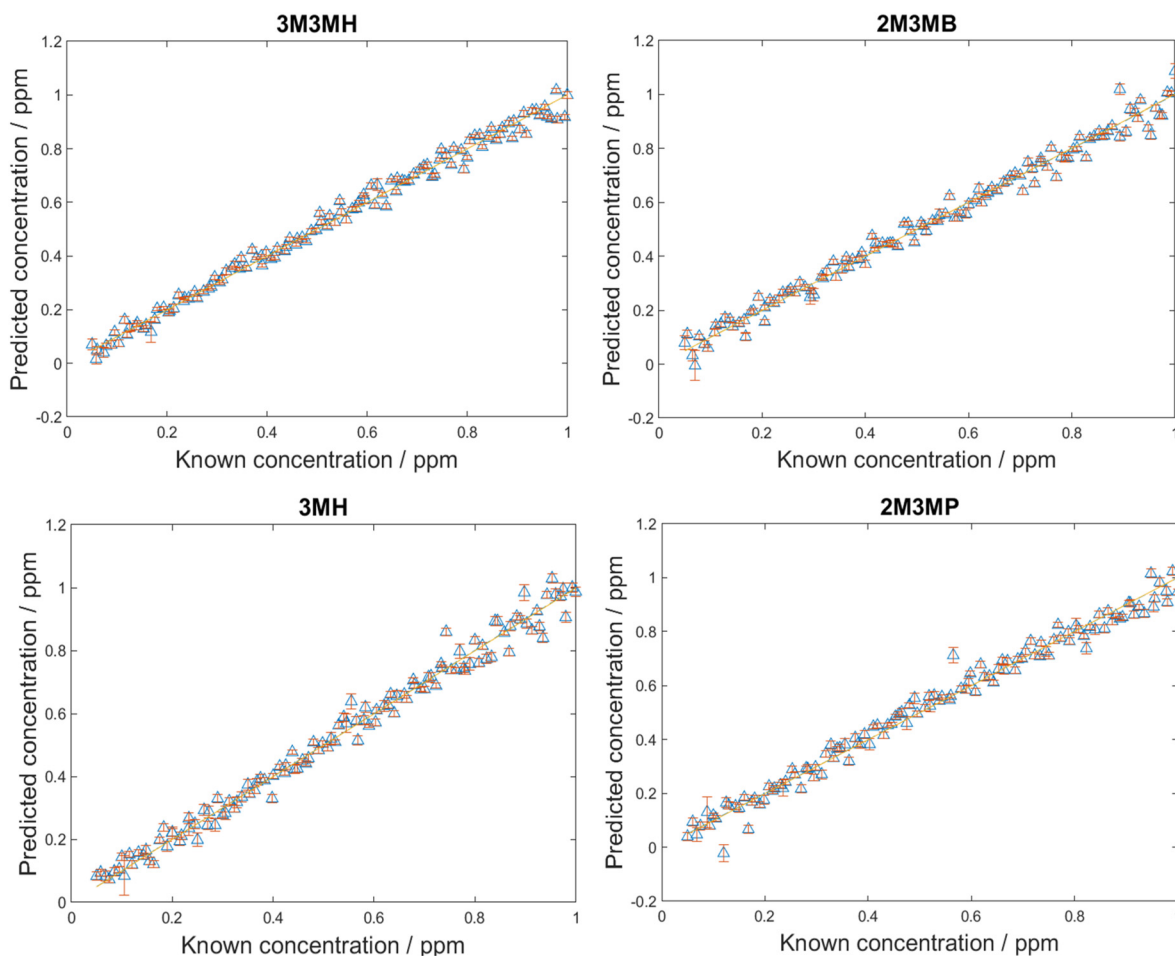 3M3MH
1.2
1
0.8
0.6
0.4
0.2
0
-0.2
0 0.2 0.4 0.6 0.8 1
Predicted concentration / ppm
Known concentration / ppm
2M3MB
1.2
1
0.8
0.6
0.4
0.2
0
-0.2
0 0.2 0.4 0.6 0.8 1
Predicted concentration / ppm
Known concentration / ppm
3MH
1.2
1
0.8
0.6
0.4
0.2
0
0 0.2 0.4 0.6 0.8 1
Predicted concentration / ppm
Known concentration / ppm
2M3MP
1.2
1
0.8
0.6
0.4
0.2
0
-0.2
0.2 0.4 0.6 0.8
Predicted concentration / ppm
Known concentration / ppm